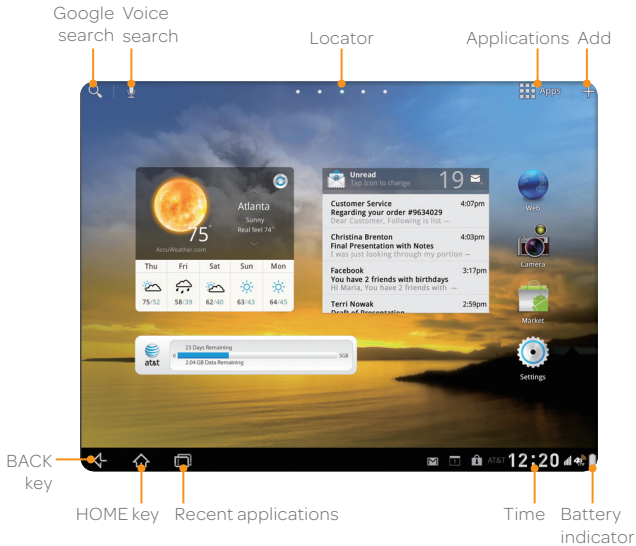 Google Voice
search search
Locator
Applications Add
Apps
Atlanta
Sunny
75°
Real feel 74°
AccuWeather.com
Thu Fri Sat Sun Mon
75/52 58/39 62/40 63/43 64/45
Unread
Tap Icon to change
19
Customer Service 4:07pm
Regarding your order #9634029
Dear Customer, Following is list —
Christina Brenton 4:03pm
Final Presentation with Notes
I was just looking through my portion —
Facebook 3:17pm
You have 2 friends with birthdays
Hi Maria, You have 2 friends with —
Terri Nowak 2:59pm
Draft of Presentation
Web
Camera
Market
Settings
23 Days Remaining
0 3GB
2.04 GB Data Remaining
at&t
1 AT&T 12:20 4G
BACK
key
HOME key
Recent applications
Time
Battery
indicator